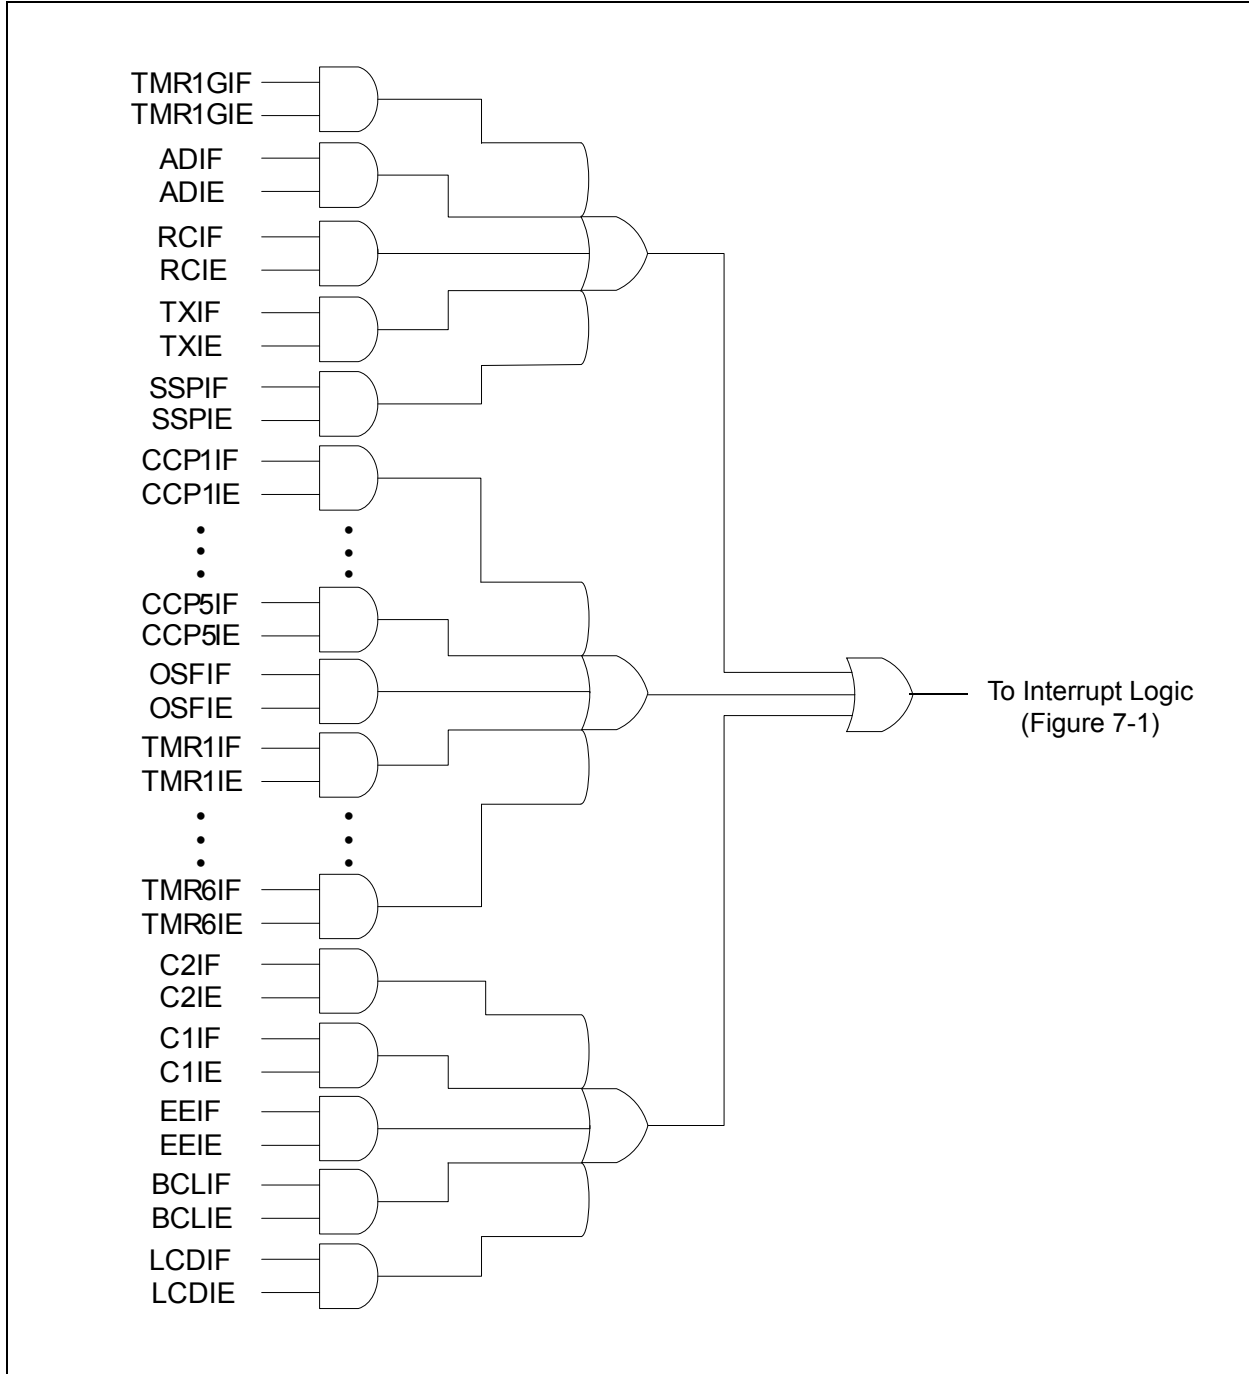 TMR1GIF
TMR1GIE
ADIF
ADIE
RCIF
RCIE
TXIF
TXIE
SSPIF
SSPIE
CCP1IF
CCP1IE
CCP5IF
CCP5IE
OSFIF
OSFIE
TMR1IF
TMR1IE
TMR6IF
TMR6IE
C2IF
C2IE
C1IF
C1IE
EEIF
EEIE
BCLIF
BCLIE
LCDIF
LCDIE
To Interrupt Logic
(Figure 7-1)